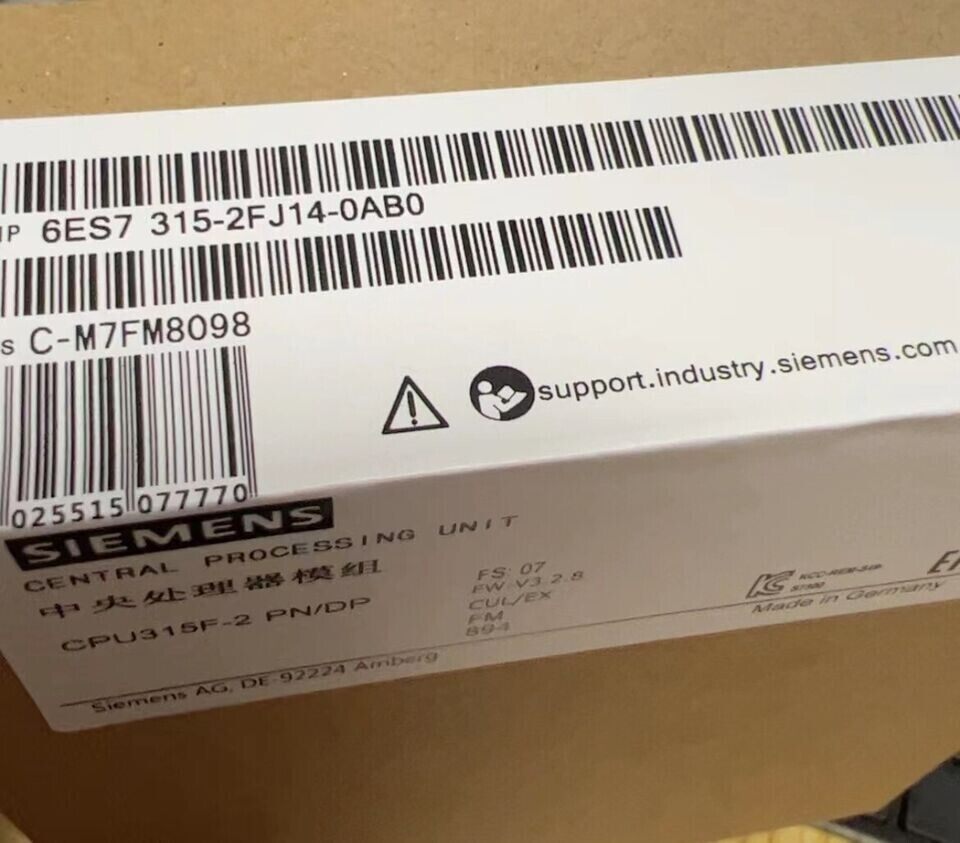 1P 6ES7 315-2FJ14-0AB0
S C-M7FM8098
support.industry.siemens.com
025515 077770
SIEMENS
CENTRAL PROCESSING UNIT
中央处理器模组
CPU315F-2 PN/DP
FS: 07
FW V3.2.8
CUL/EX
FM
894
Made in Germany
Siemens AG, DE-92224 Amberg